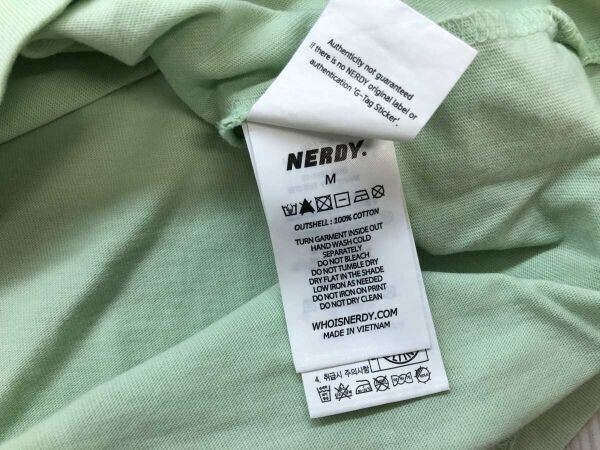 Authenticity not guaranteed
if there is no NERDY original label or
authentication 'G-Tag Sticker'.
NERDY.
M
OUTSHELL : 100% COTTON
TURN GARMENT INSIDE OUT
HAND WASH COLD
SEPARATELY
DO NOT BLEACH
DO NOT TUMBLE DRY
DRY FLAT IN THE SHADE
LOW IRON AS NEEDED
DO NOT IRON ON PRINT
DO NOT DRY CLEAN
WHOISNERDY.COM
MADE IN VIETNAM
4. 취급시 주의사항